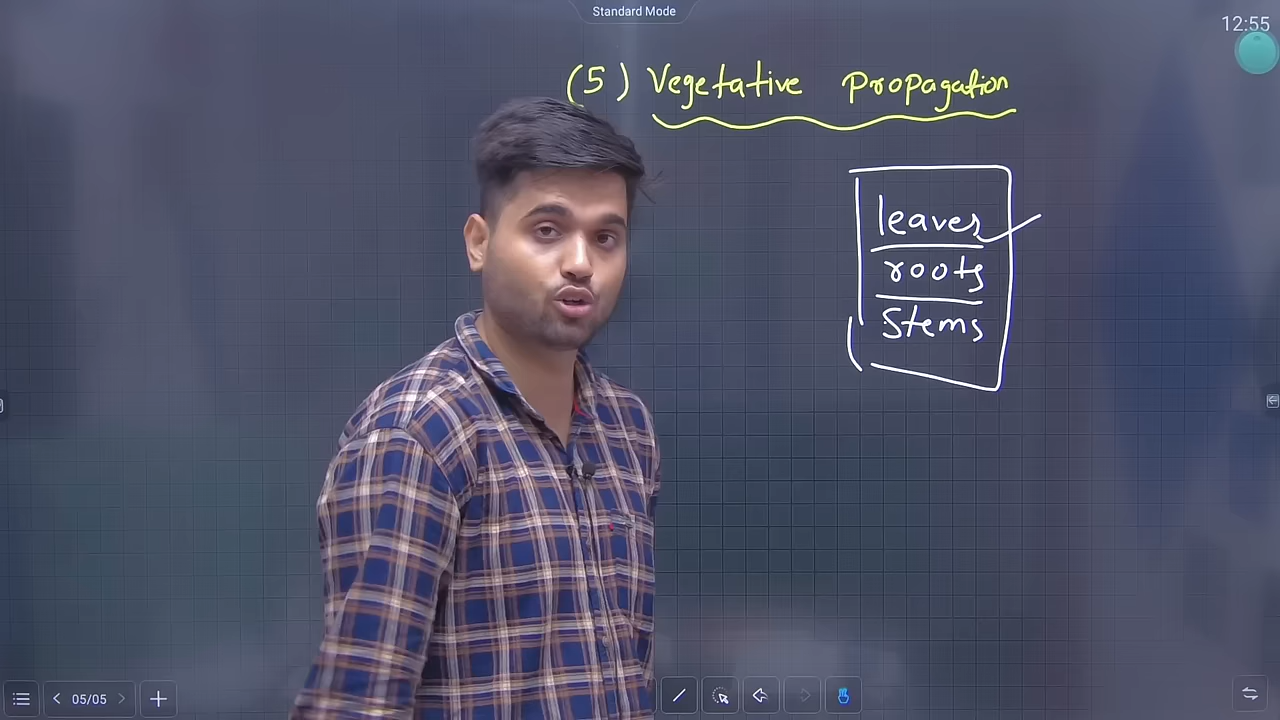 Standard Mode
12:55
(5) Vegetative Propagation
leaves
roots
Stems
05/05